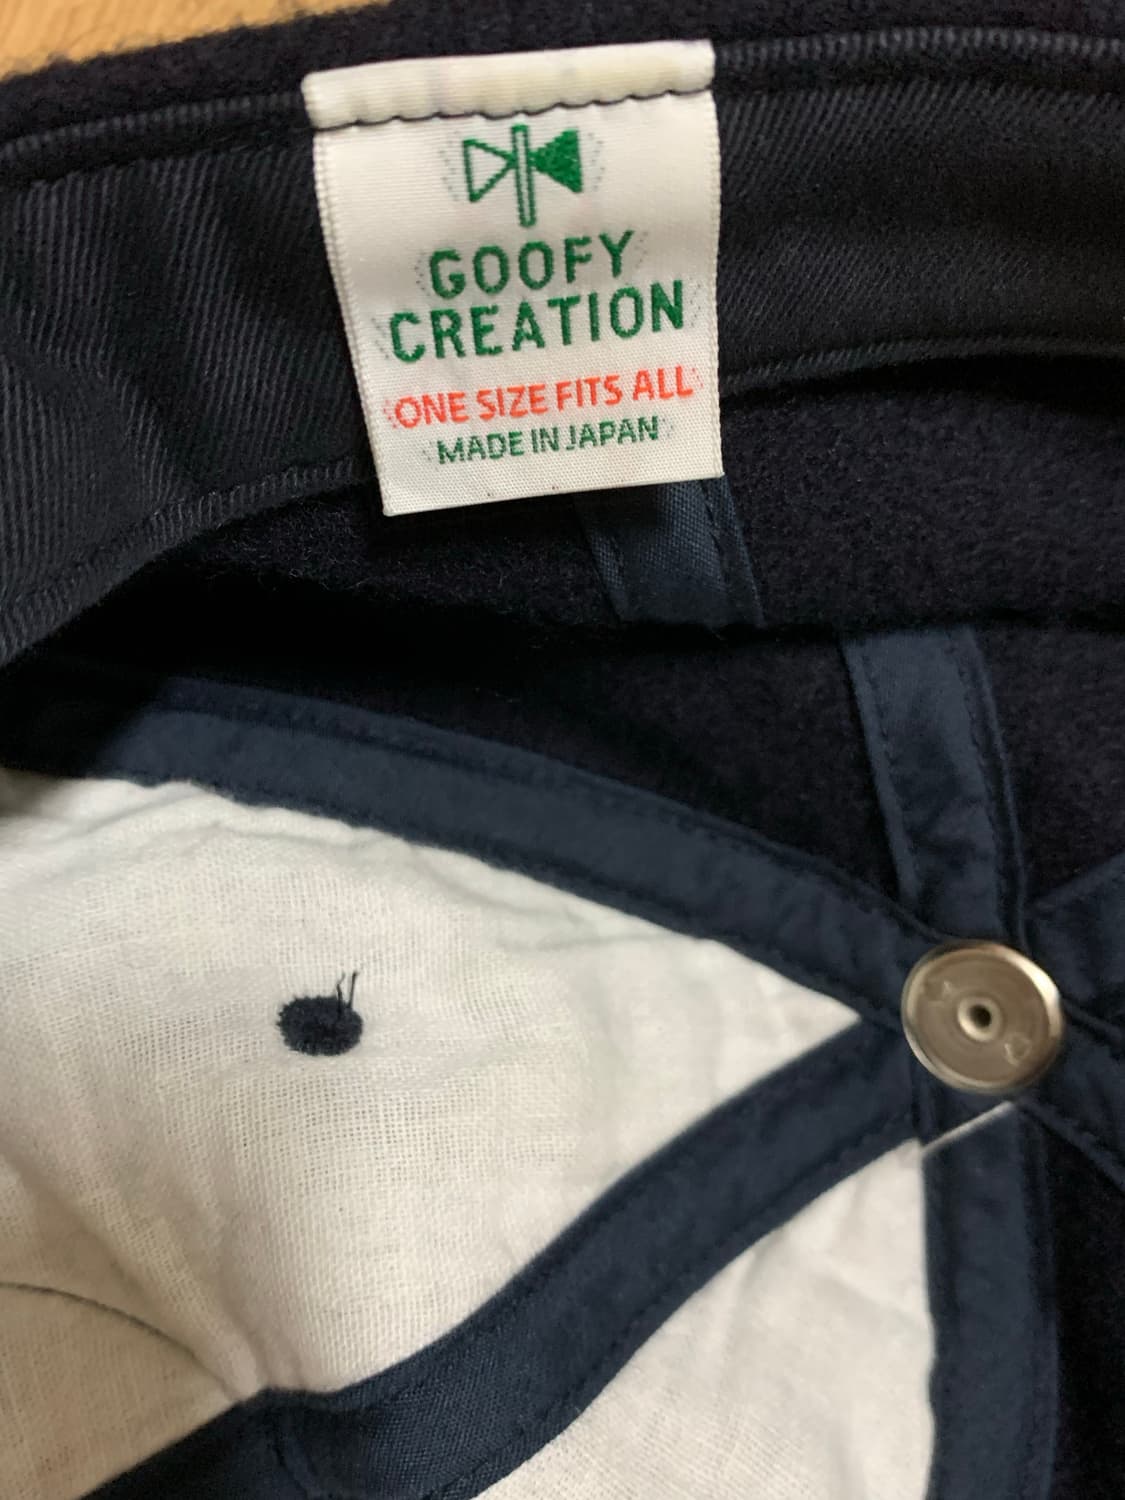 GOOFY
CREATION
ONE SIZE FITS ALL
MADE IN JAPAN